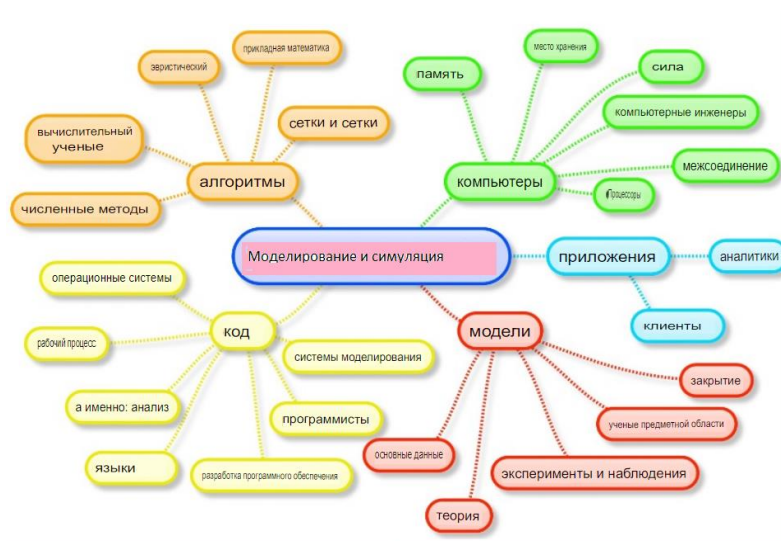 прикладная математика
эвристический
сетки и сетки
вычислительный
ученые
алгоритмы
численные методы
место хранения
память
сила
компьютерные инженеры
компьютеры
межсоединение
Процессоры
Моделирование и симуляция
приложения
аналитики
клиенты
операционные системы
код
рабочий процесс
системы моделирования
а именно: анализ
программисты
языки
разработка программного обеспечения
модели
закрытие
ученые предметной области
основные данные
эксперименты и наблюдения
теория